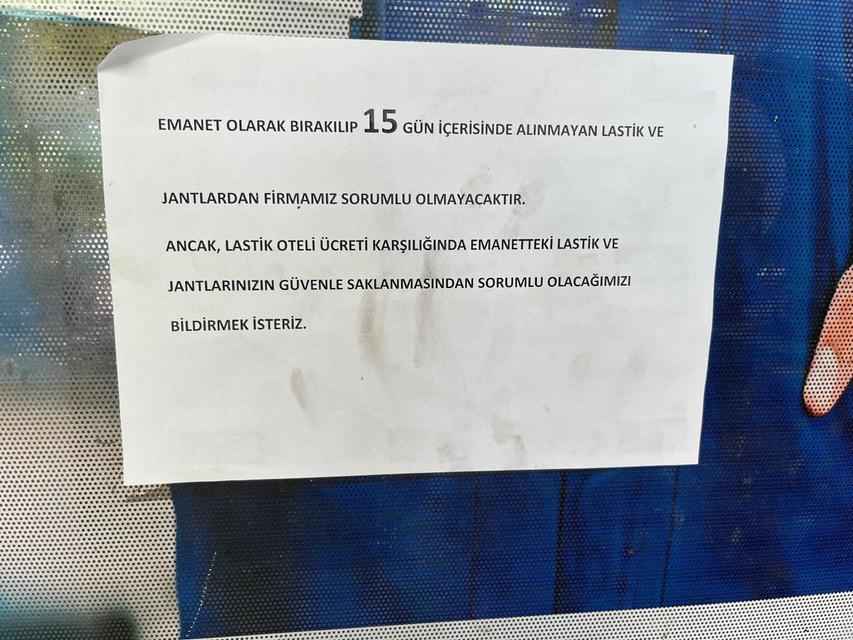 EMANET OLARAK BIRAKILIP 15 GÜN İÇERİSİNDE ALINMAYAN LASTİK VE
JANTLARDAN FİRMAMIZ SORUMLU OLMAYACAKTIR.
ANCAK, LASTİK OTELİ ÜCRETİ KARŞILIĞINDA EMANETTEKİ LASTİK VE
JANTLARINIZIN GÜVENLE SAKLANMASINDAN SORUMLU OLACAĞIMIZI
BİLDİRMEK İSTERİZ.